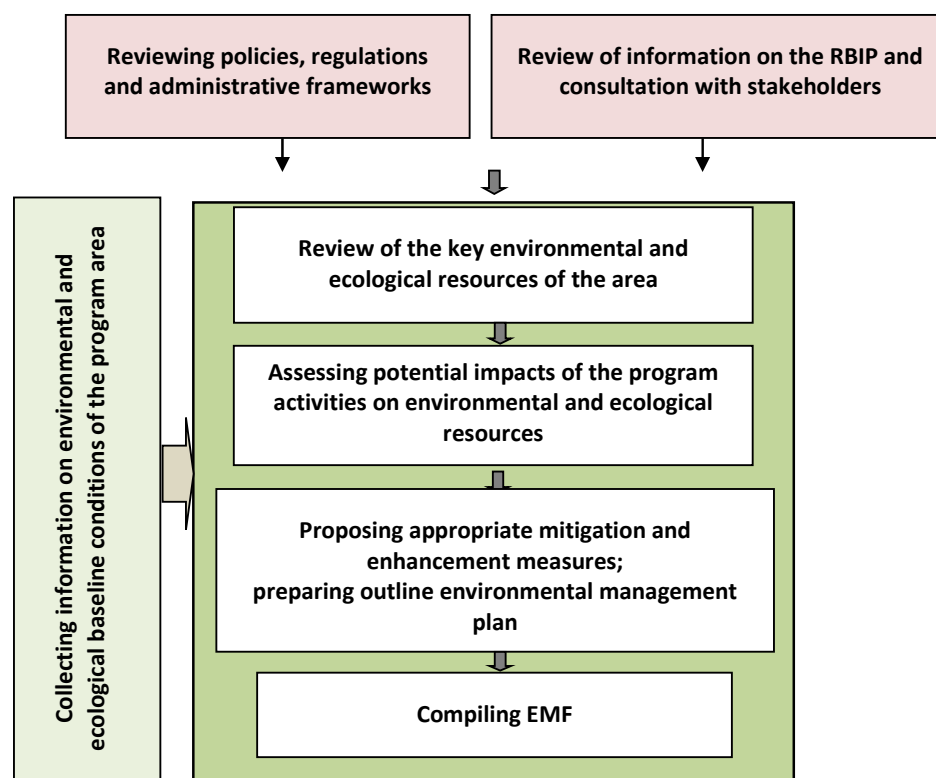 Reviewing policies, regulations
and administrative frameworks
Review of information on the RBIP and
consultation with stakeholders
Collecting information on environmental and
ecological baseline conditions of the program area
Review of the key environmental and
ecological resources of the area
Assessing potential impacts of the program
activities on environmental and ecological
resources
Proposing appropriate mitigation and
enhancement measures;
preparing outline environmental management
plan
Compiling EMF